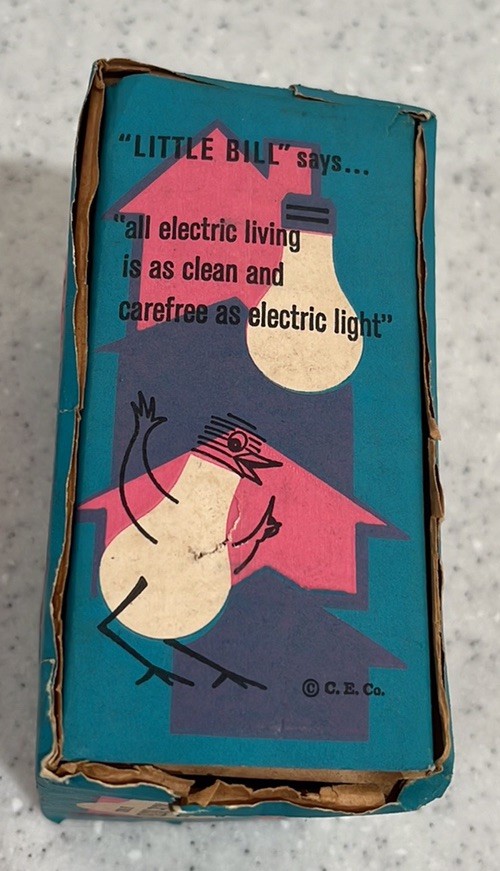 "LITTLE BILL" says...
"all electric living
is as clean and
carefree as electric light"
© C. E. Co.